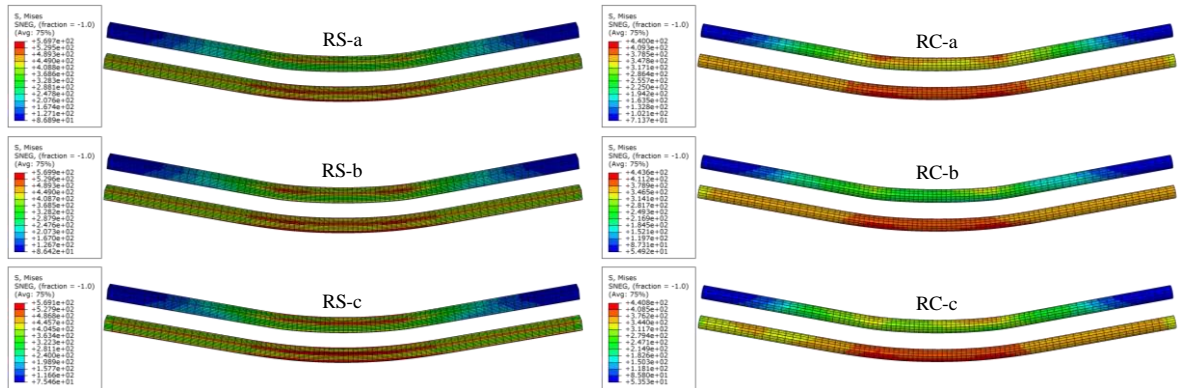 S, Mises
SNEG, (fraction = -1.0)
(Avg: 75%)
+5.697e+02
+5.295e+02
+4.893e+02
+4.490e+02
+4.088e+02
+3.686e+02
+3.283e+02
+2.881e+02
+2.478e+02
+2.076e+02
+1.674e+02
+1.271e+02
+8.689e+01
RS-a
S, Mises
SNEG, (fraction = -1.0)
(Avg: 75%)
+4.400e+02
+4.093e+02
+3.785e+02
+3.478e+02
+3.171e+02
+2.864e+02
+2.557e+02
+2.250e+02
+1.942e+02
+1.635e+02
+1.328e+02
+1.021e+02
+7.137e+01
RC-a
S, Mises
SNEG, (fraction = -1.0)
(Avg: 75%)
+5.699e+02
+5.296e+02
+4.893e+02
+4.490e+02
+4.087e+02
+3.685e+02
+3.282e+02
+2.879e+02
+2.476e+02
+2.073e+02
+1.670e+02
+1.267e+02
+8.642e+01
RS-b
S, Mises
SNEG, (fraction = -1.0)
(Avg: 75%)
+4.436e+02
+4.112e+02
+3.789e+02
+3.465e+02
+3.141e+02
+2.817e+02
+2.493e+02
+2.169e+02
+1.845e+02
+1.521e+02
+1.197e+02
+8.731e+01
+5.492e+01
RC-b
S, Mises
SNEG, (fraction = -1.0)
(Avg: 75%)
+5.691e+02
+5.279e+02
+4.868e+02
+4.457e+02
+4.045e+02
+3.634e+02
+3.223e+02
+2.811e+02
+2.400e+02
+1.989e+02
+1.577e+02
+1.166e+02
+7.546e+01
RS-c
S, Mises
SNEG, (fraction = -1.0)
(Avg: 75%)
+4.408e+02
+4.085e+02
+3.762e+02
+3.440e+02
+3.117e+02
+2.794e+02
+2.471e+02
+2.149e+02
+1.826e+02
+1.503e+02
+1.181e+02
+8.580e+01
+5.353e+01
RC-c